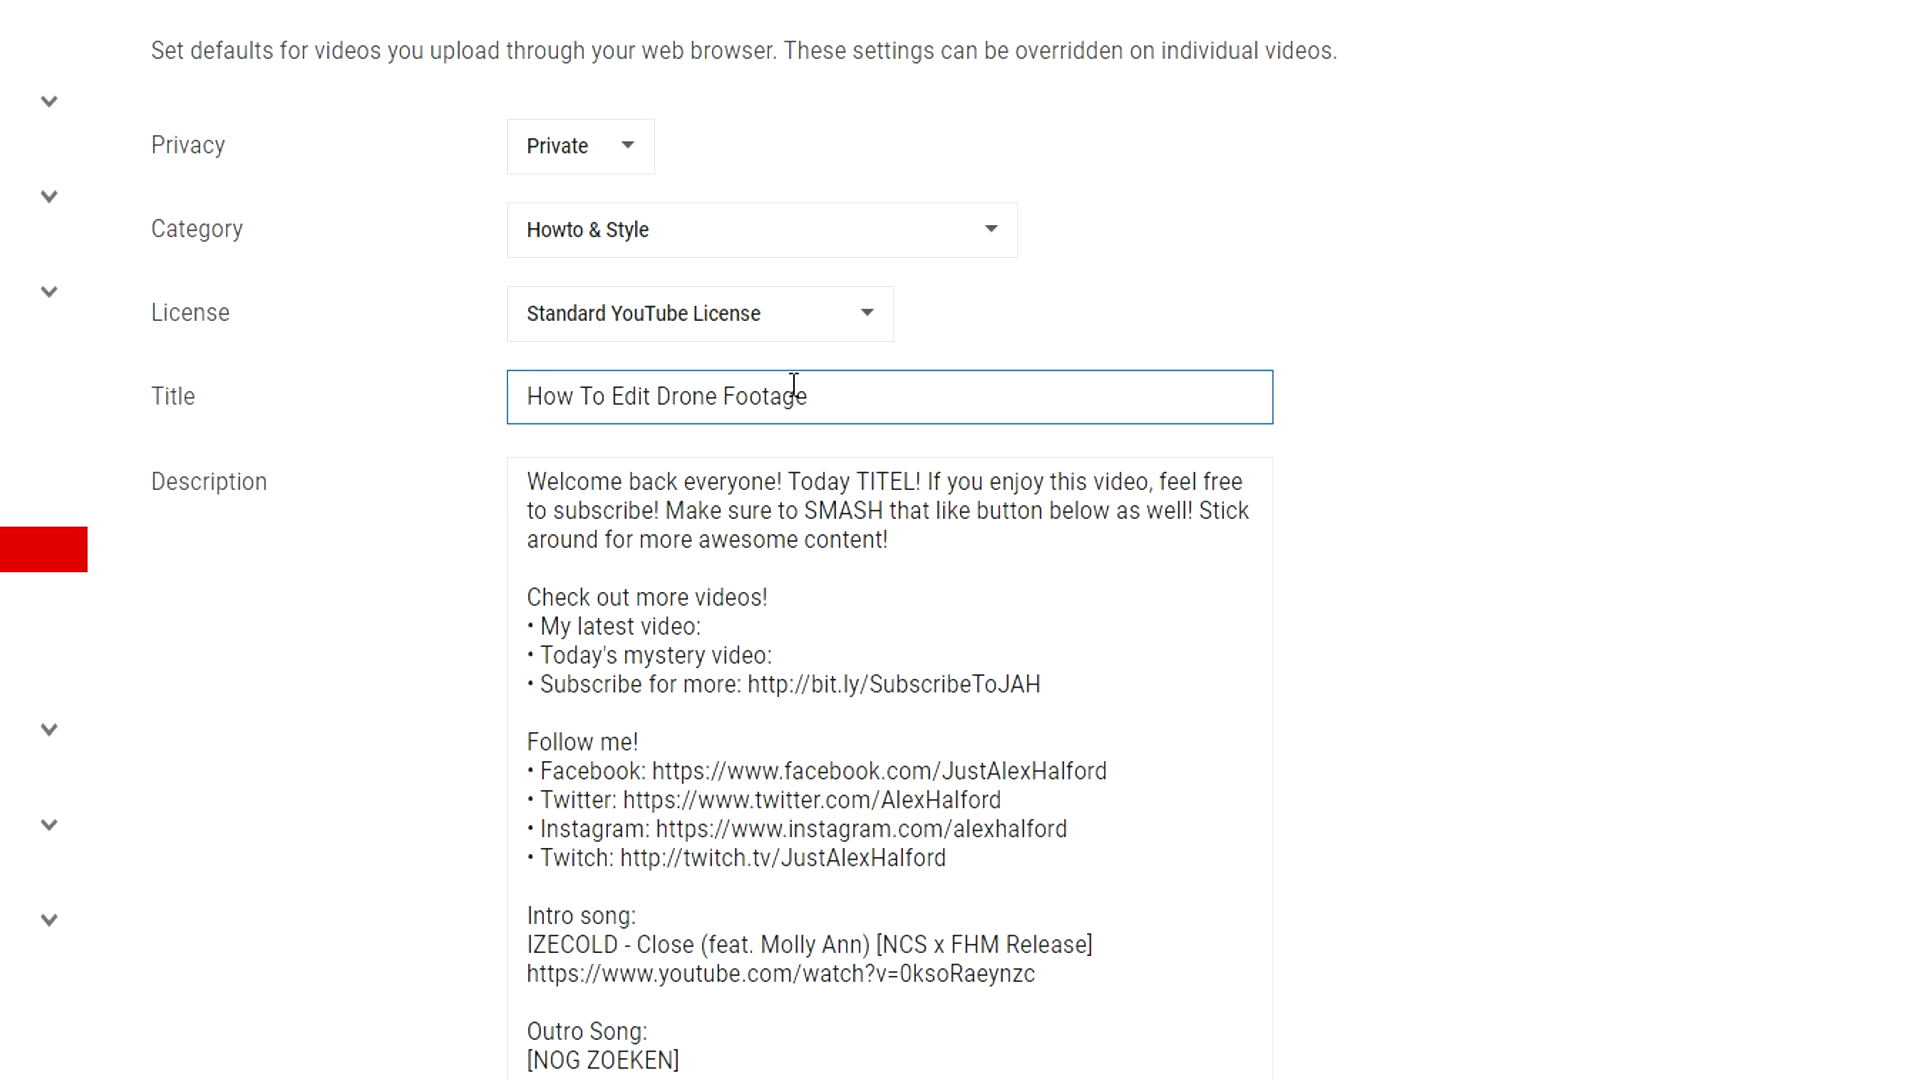 Set defaults for videos you upload through your web browser. These settings can be overridden on individual videos.
Privacy
Private
Category
Howto & Style
License
Standard YouTube License
Title
How To Edit Drone Footage
Description
Welcome back everyone! Today TITEL! If you enjoy this video, feel free
to subscribe! Make sure to SMASH that like button below as well! Stick
around for more awesome content!
Check out more videos!
• My latest video:
• Today's mystery video:
• Subscribe for more: http://bit.ly/SubscribeToJAH
Follow me!
• Facebook: https://www.facebook.com/JustAlexHalford
• Twitter: https://www.twitter.com/AlexHalford
• Instagram: https://www.instagram.com/alexhalford
• Twitch: http://twitch.tv/JustAlexHalford
Intro song:
IZECOLD - Close (feat. Molly Ann) [NCS x FHM Release]
https://www.youtube.com/watch?v=0ksoRaeynzc
Outro Song:
[NOG ZOEKEN]